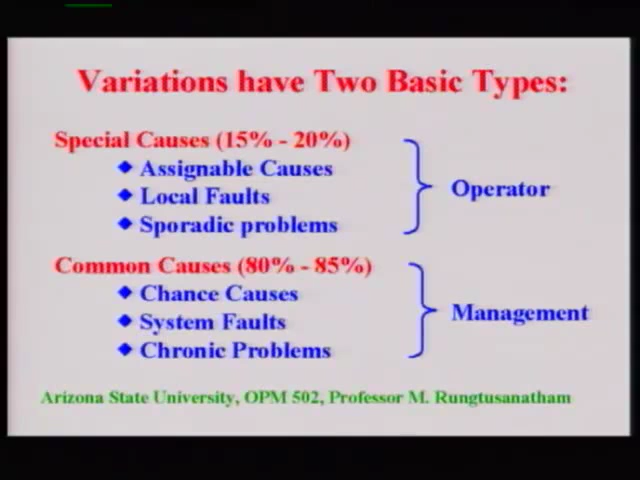 Variations have Two Basic Types:
Special Causes (15% - 20%)
Assignable Causes
Local Faults
Sporadic problems
Operator
Common Causes (80% - 85%)
Chance Causes
System Faults
Chronic Problems
Management
Arizona State University, OPM 502, Professor M. Rungtusanatham